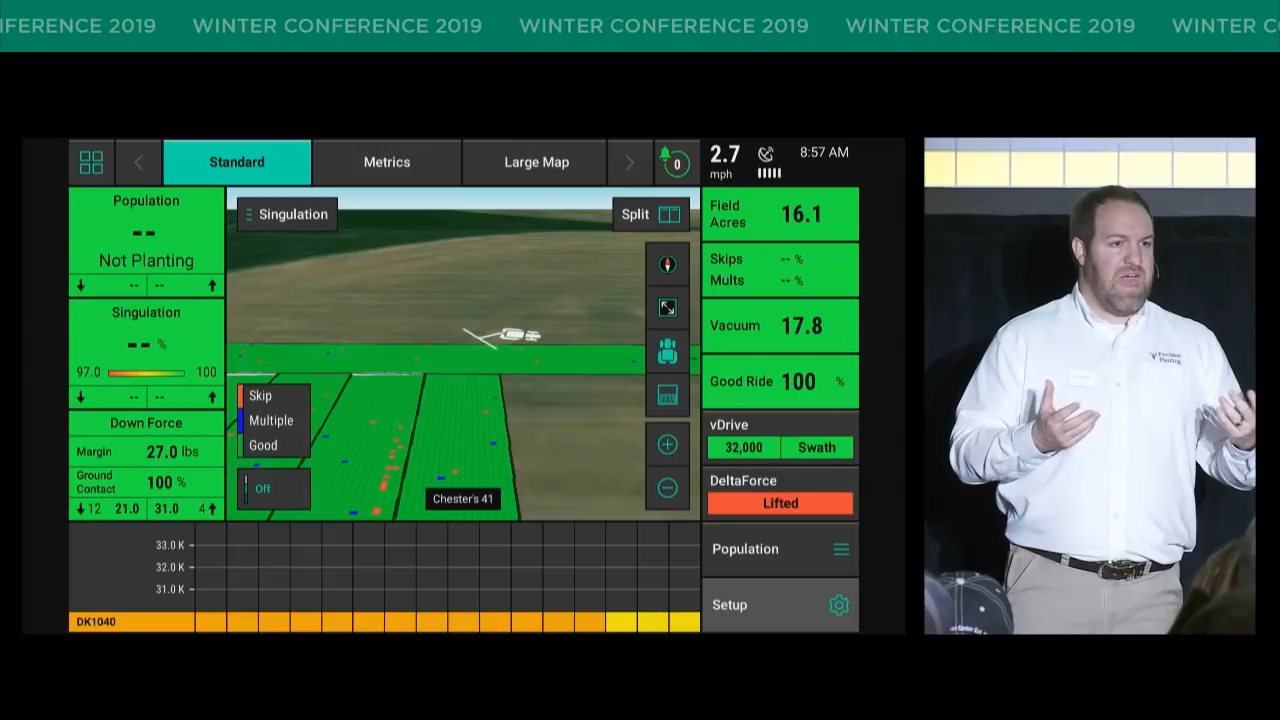 FERENCE 2019 WINTER CONFERENCE 2019 WINTER CONFERENCE 2019 WINTER CONFERENCE 2019 WINTER C
Standard
Metrics
Large Map
0
2.7
mph
8:57 AM
Population
--
Not Planting
-- --
Singulation
-- %
97.0 100
-- --
Down Force
Margin 27.0 lbs
Ground
Contact 100 %
12 21.0 31.0 4
Singulation
Split
Skip
Multiple
Good
Off
Chester's 41
Field
Acres 16.1
Skips -- %
Mults -- %
Vacuum 17.8
Good Ride 100 %
vDrive
32,000 Swath
DeltaForce
Lifted
Population
Setup
33.0 K
32.0 K
31.0 K
DK1040
Precision
Planting